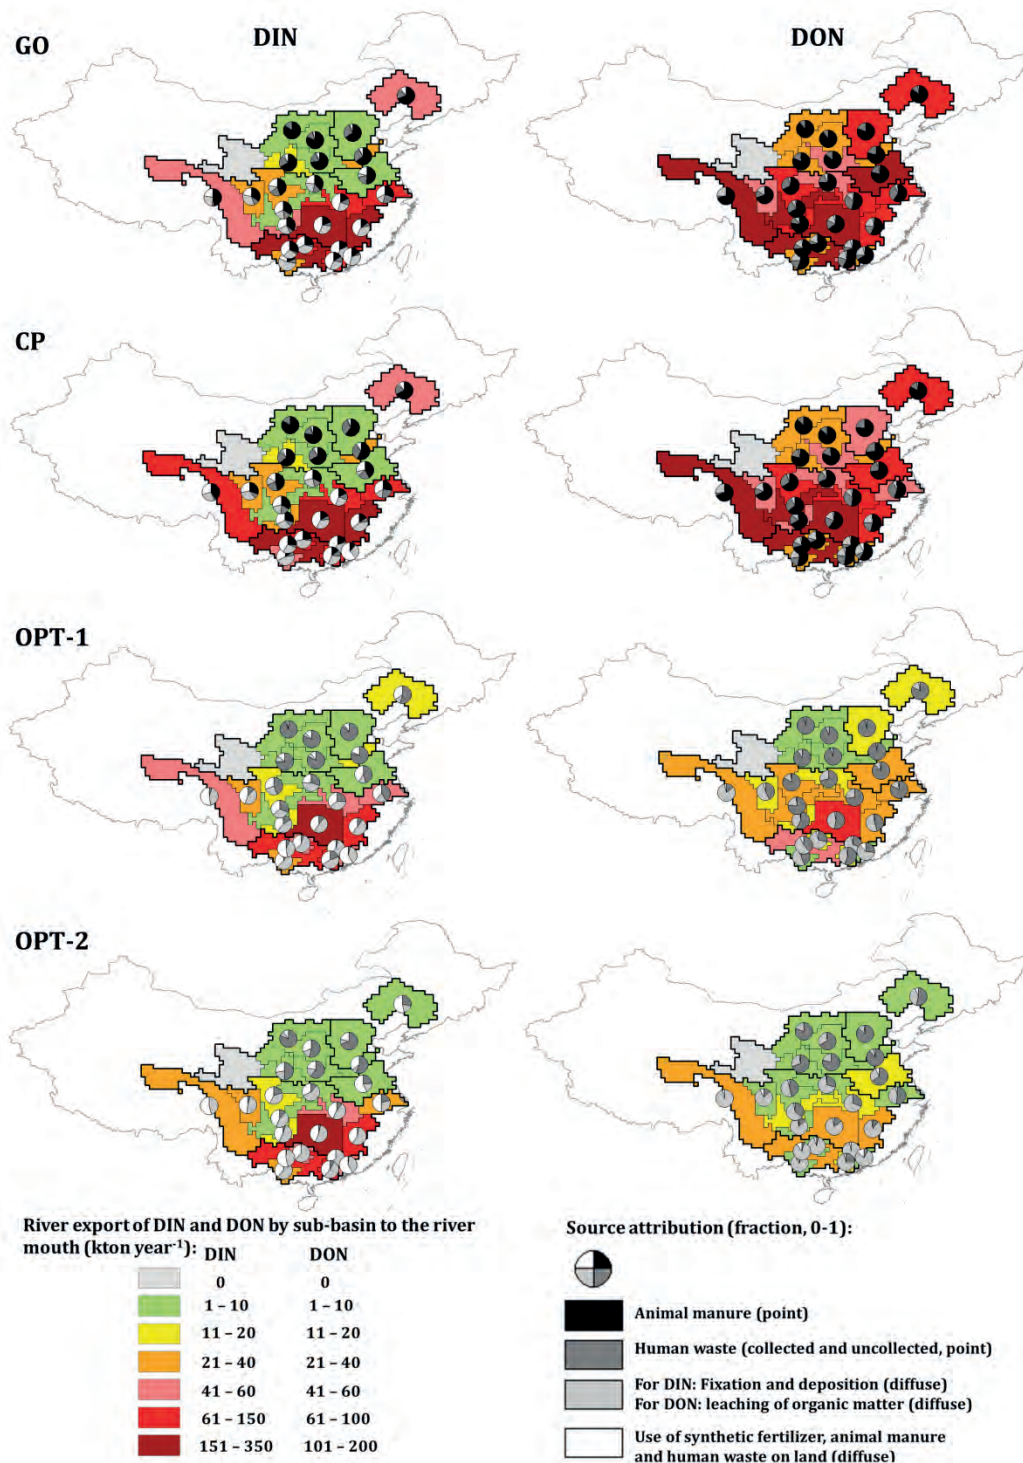 DIN
DON
GO
CP
OPT-1
OPT-2
River export of DIN and DON by sub-basin to the river
mouth (kton year⁻¹):
DIN DON
0 0
1 – 10 1 – 10
11 – 20 11 – 20
21 – 40 21 – 40
41 – 60 41 – 60
61 – 150 61 – 100
151 – 350 101 – 200
Source attribution (fraction, 0-1):
Animal manure (point)
Human waste (collected and uncollected, point)
For DIN: Fixation and deposition (diffuse)
For DON: leaching of organic matter (diffuse)
Use of synthetic fertilizer, animal manure
and human waste on land (diffuse)